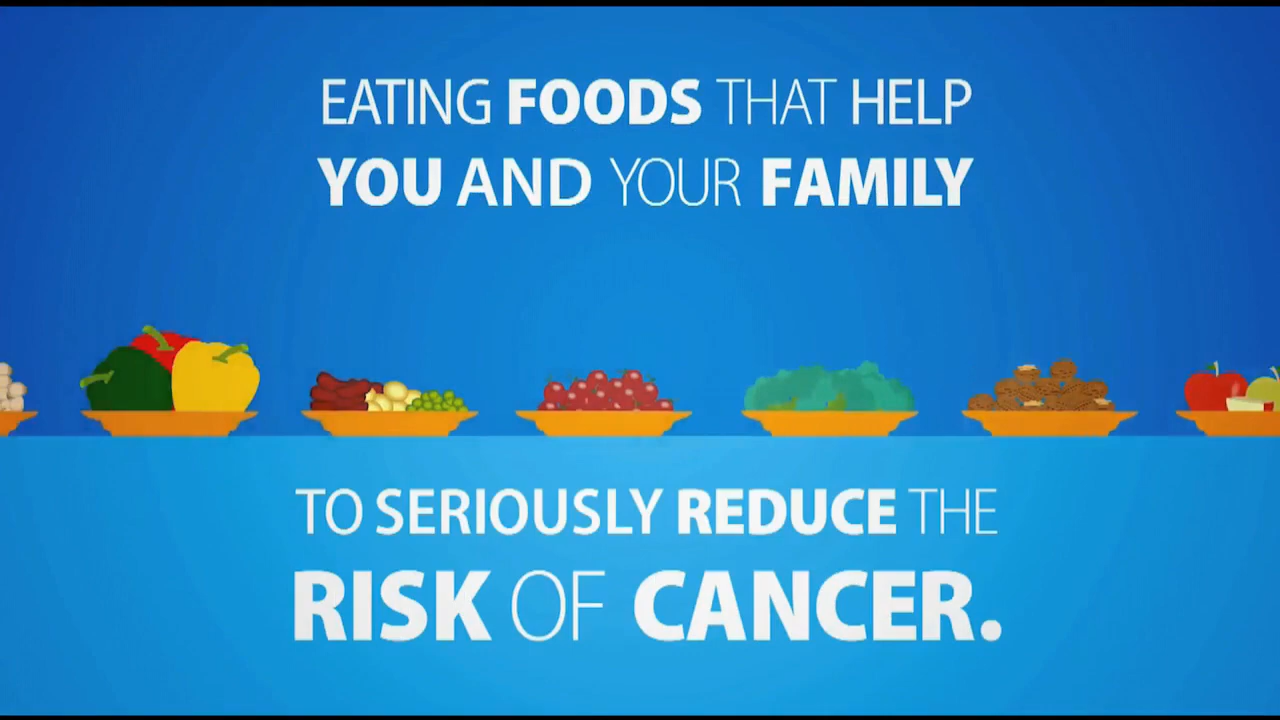 EATING FOODS THAT HELP
YOU AND YOUR FAMILY
TO SERIOUSLY REDUCE THE
RISK OF CANCER.